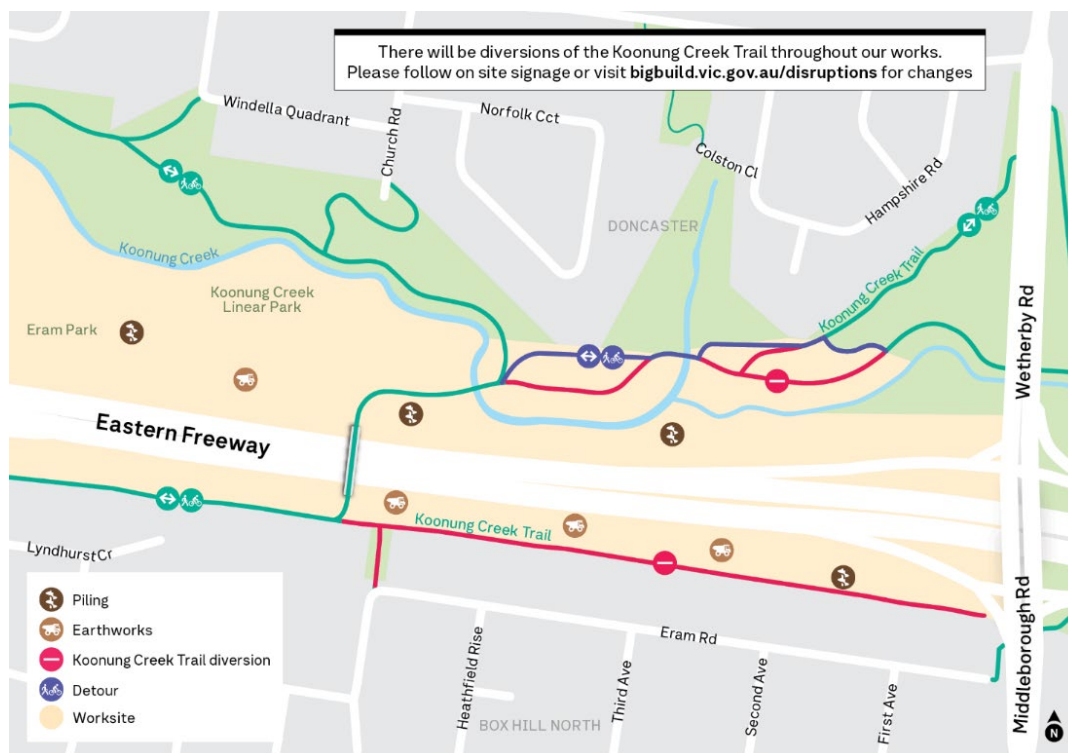 There will be diversions of the Koonung Creek Trail throughout our works.
Please follow on site signage or visit bigbuild.vic.gov.au/disruptions for changes
Windella Quadrant
Church Rd
Norfolk Cct
Colston Cl
Hampshire Rd
DONCASTER
Koonung Creek
Koonung Creek Trail
Koonung Creek
Linear Park
Eram Park
Wetherby Rd
Eastern Freeway
Koonung Creek Trail
Lyndhurst Cr
Piling
Earthworks
Koonung Creek Trail diversion
Detour
Worksite
Heathfield Rise
Eram Rd
Third Ave
Second Ave
First Ave
Middleborough Rd
BOX HILL NORTH
N